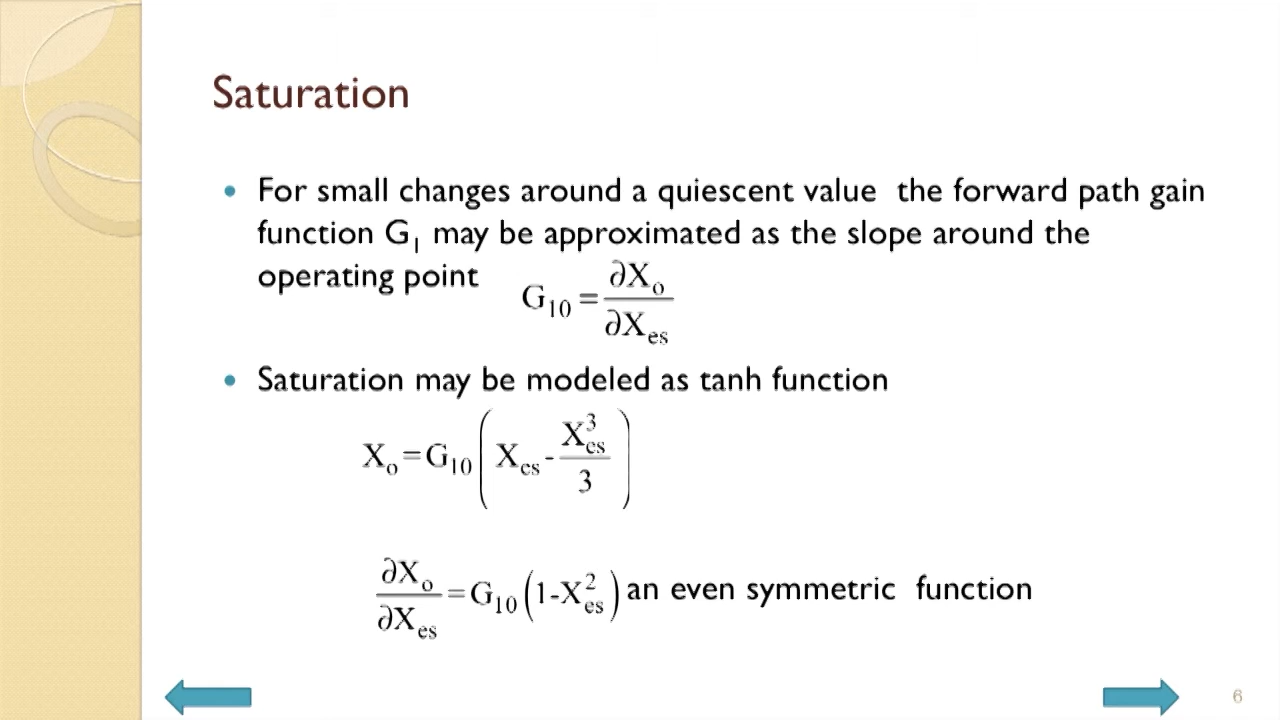 Saturation
• For small changes around a quiescent value the forward path gain
function G₁ may be approximated as the slope around the
operating point G₁₀ = ∂Xₒ/∂Xₑₛ
• Saturation may be modeled as tanh function
Xₒ=G₁₀(Xₑₛ-Xₑₛ³/3)
∂Xₒ/∂Xₑₛ=G₁₀(1-Xₑₛ²) an even symmetric function
6